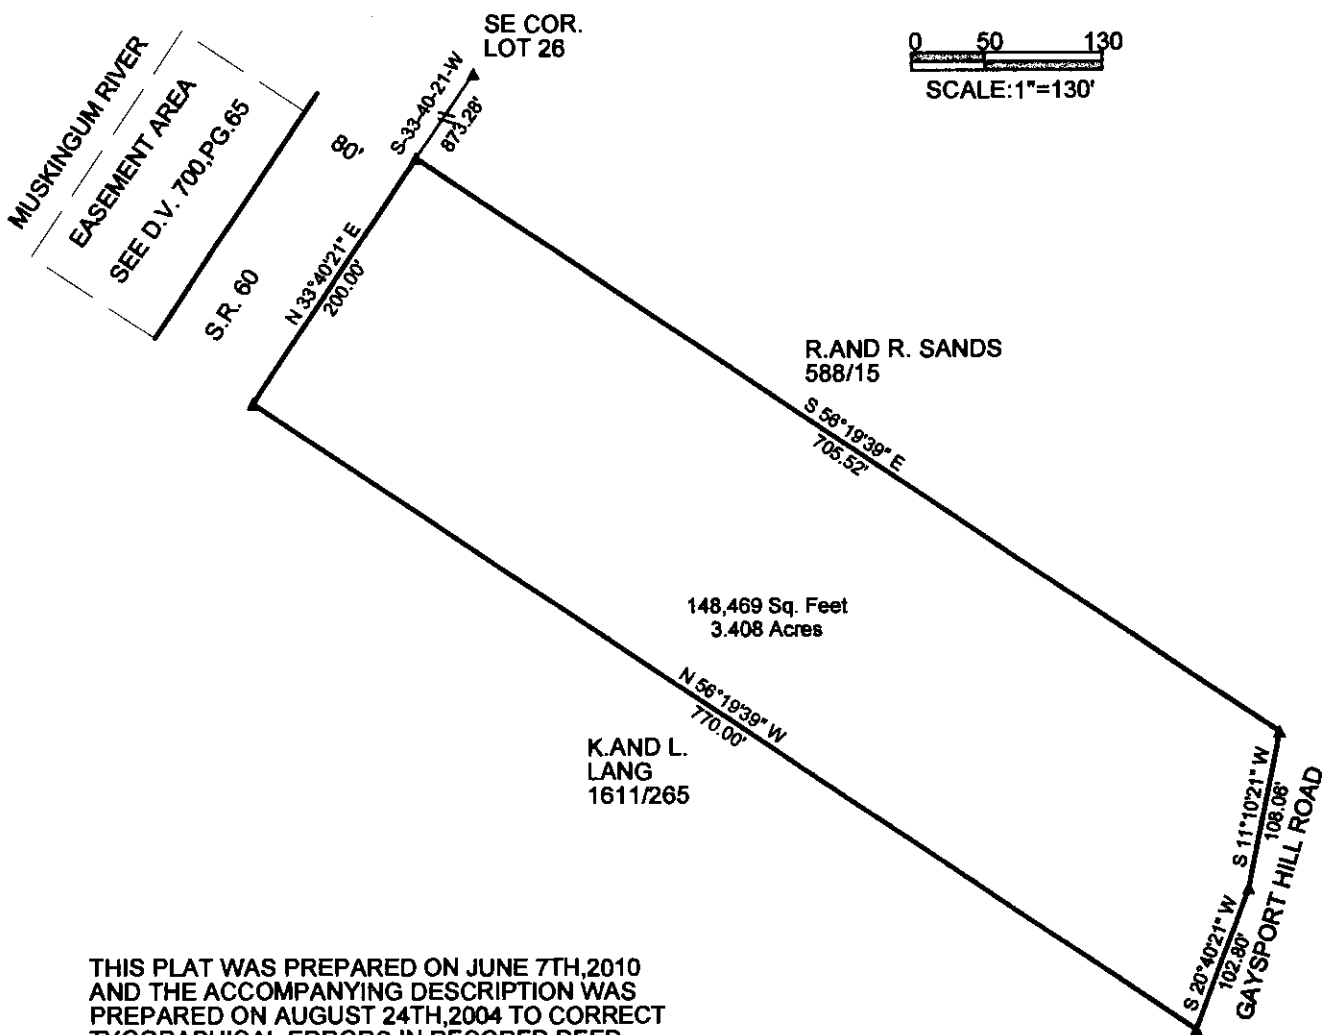 SE COR.
LOT 26
0 50 130
SCALE:1"=130'
MUSKINGUM RIVER
EASEMENT AREA
SEE D.V. 700,PG.65
S.R. 60
80'
S-33-40-21-W
873.28'
N 33°40'21" E
200.00'
R.AND R. SANDS
588/15
S 56°19'39" E
705.52'
148,469 Sq. Feet
3.408 Acres
N 56°19'39" W
770.00'
K.AND L.
LANG
1611/265
S 11°10'21" W
108.06'
S 20°40'21" W
102.80'
GAYSPORT HILL ROAD
THIS PLAT WAS PREPARED ON JUNE 7TH,2010
AND THE ACCOMPANYING DESCRIPTION WAS
PREPARED ON AUGUST 24TH,2004 TO CORRECT